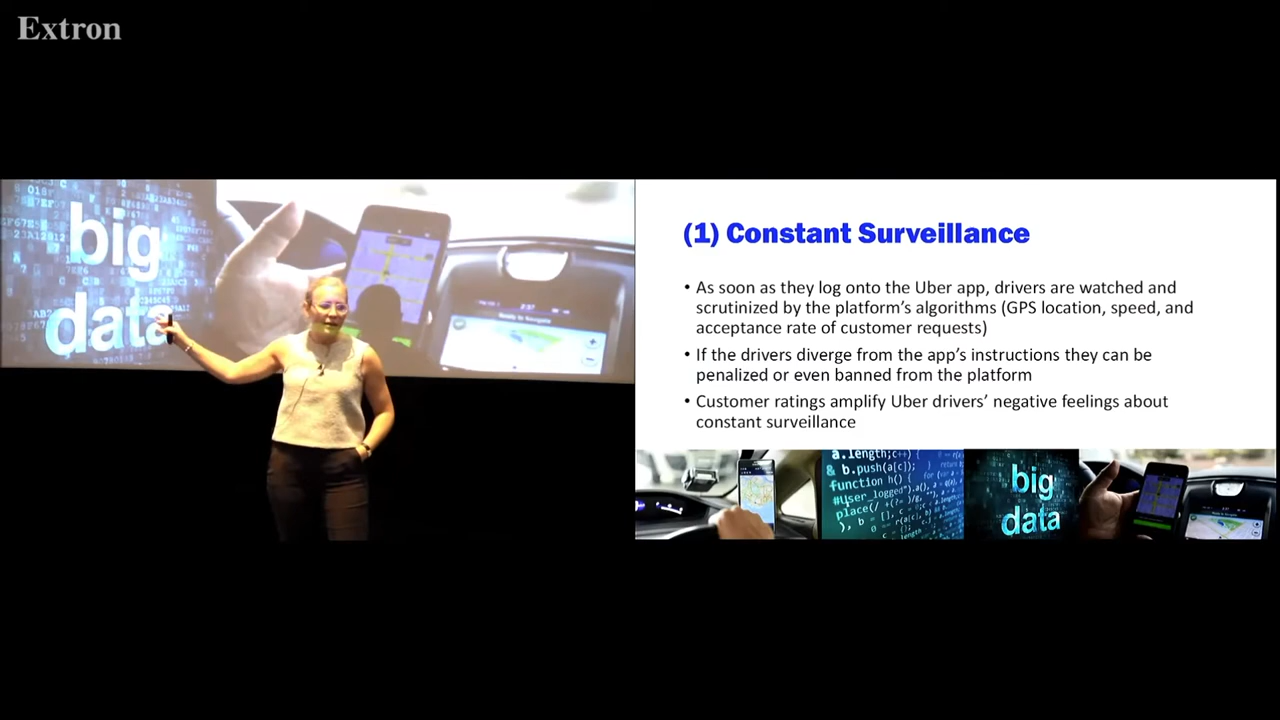 Extron
big
data
(1) Constant Surveillance
• As soon as they log onto the Uber app, drivers are watched and
scrutinized by the platform's algorithms (GPS location, speed, and
acceptance rate of customer requests)
• If the drivers diverge from the app's instructions they can be
penalized or even banned from the platform
• Customer ratings amplify Uber drivers' negative feelings about
constant surveillance
a.length;c++) {
& b.push(a[c]);
function h() {
#User_logged").a(), a
place(/ +(?= )/g, "");
), b = [], c =
big
data